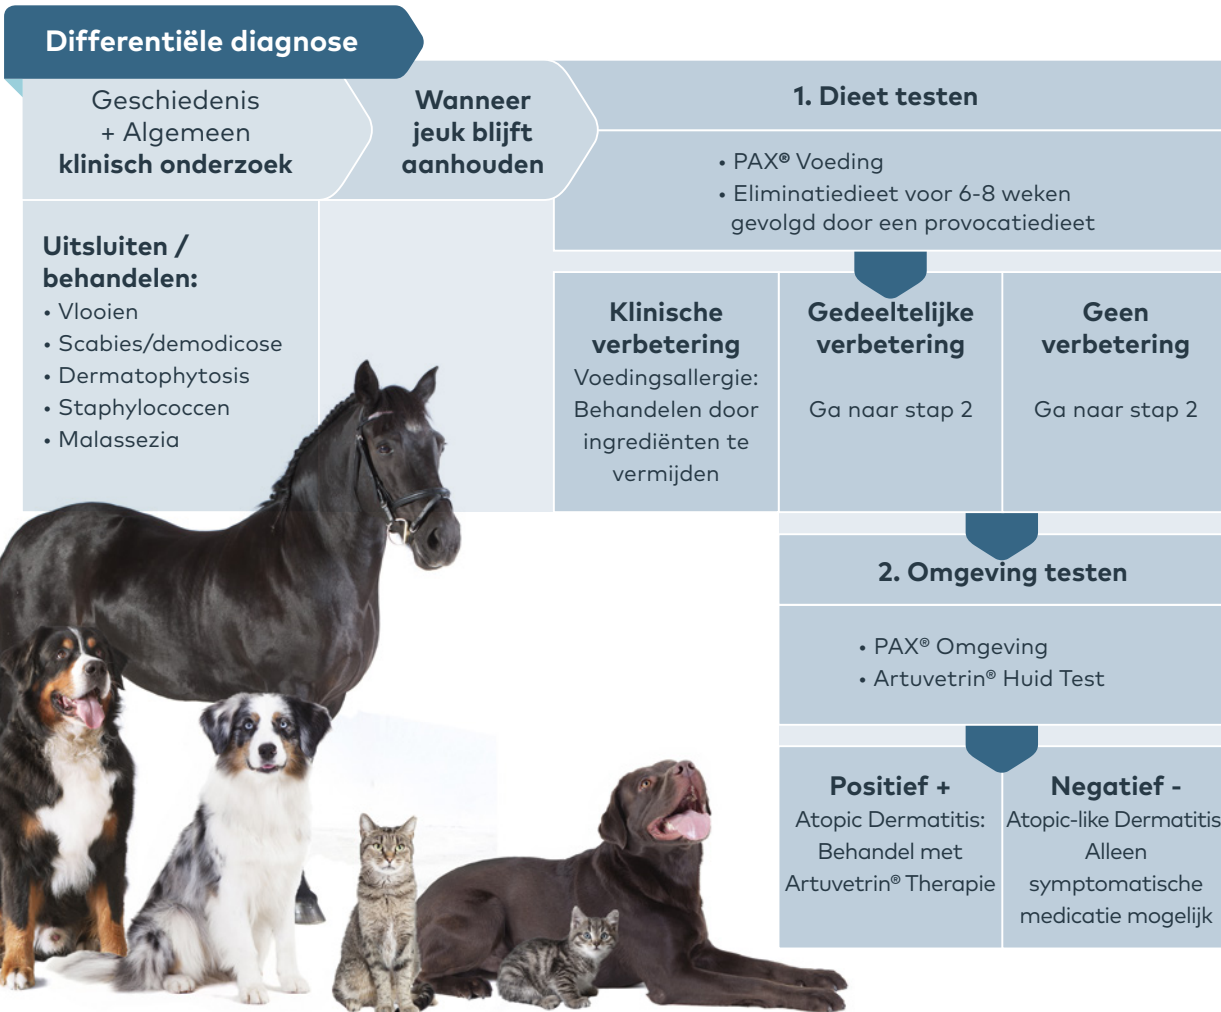 Differentiële diagnose
Geschiedenis
+ Algemeen
klinisch onderzoek
Wanneer
jeuk blijft
aanhouden
Uitsluiten /
behandelen:
• Vlooien
• Scabies/demodicose
• Dermatophytosis
• Staphylococcen
• Malassezia
1. Dieet testen
• PAX® Voeding
• Eliminatiedieet voor 6-8 weken
gevolgd door een provocatiedieet
Klinische
verbetering
Voedingsallergie:
Behandelen door
ingrediënten te
vermijden
Gedeeltelijke
verbetering
Ga naar stap 2
Geen
verbetering
Ga naar stap 2
2. Omgeving testen
• PAX® Omgeving
• Artuvetrin® Huid Test
Positief +
Atopic Dermatitis:
Behandel met
Artuvetrin® Therapie
Negatief -
Atopic-like Dermatitis
Alleen
symptomatische
medicatie mogelijk